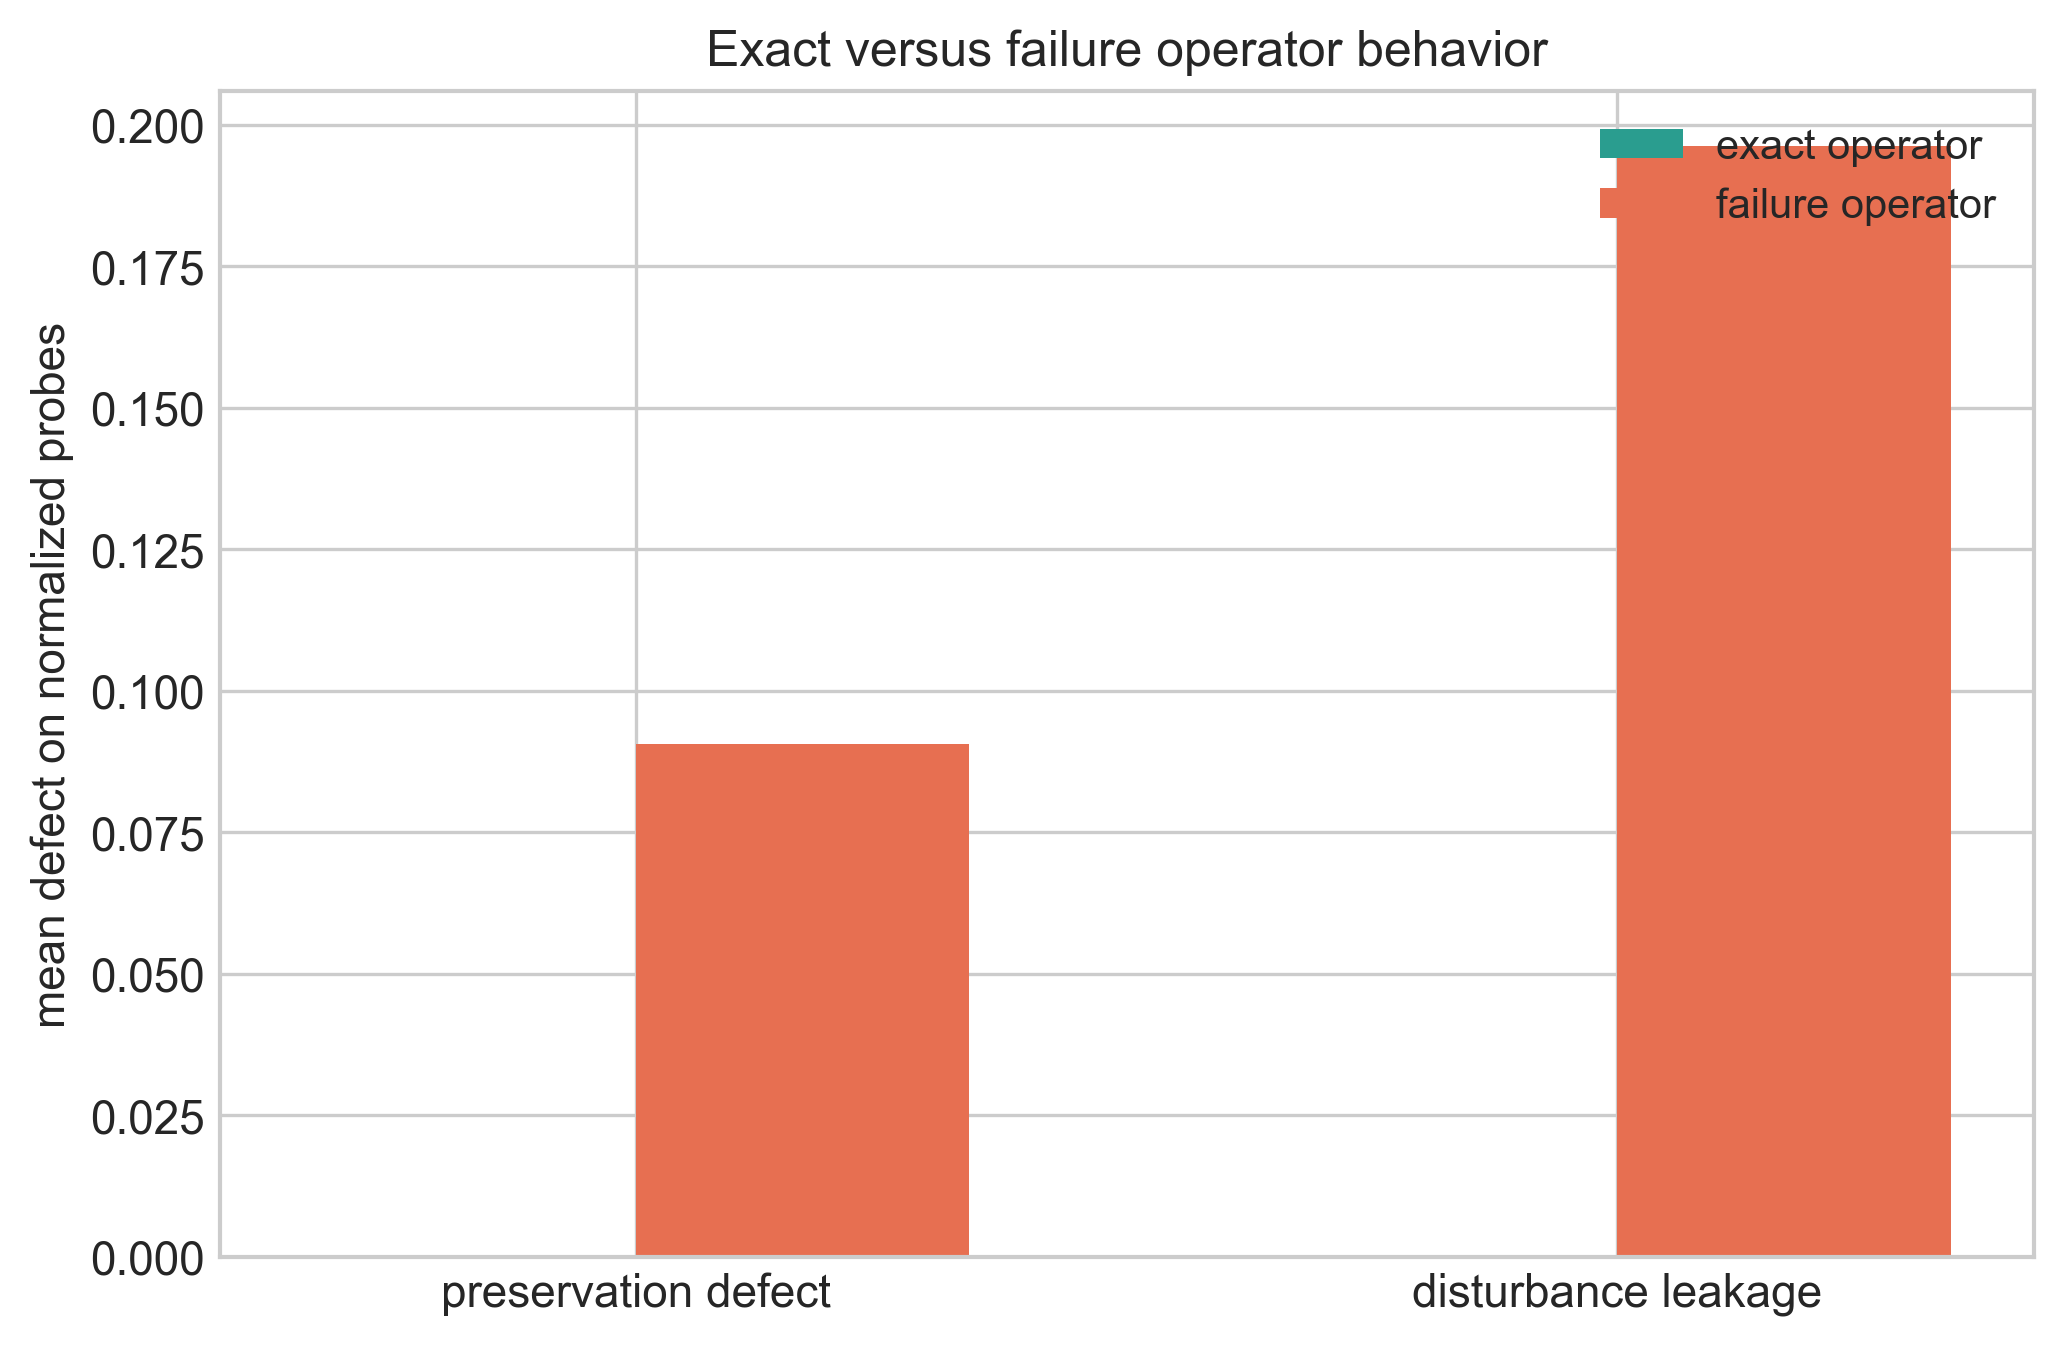 Exact versus failure operator behavior
exact operator
failure operator
mean defect on normalized probes
0.200
0.175
0.150
0.125
0.100
0.075
0.050
0.025
0.000
preservation defect
disturbance leakage